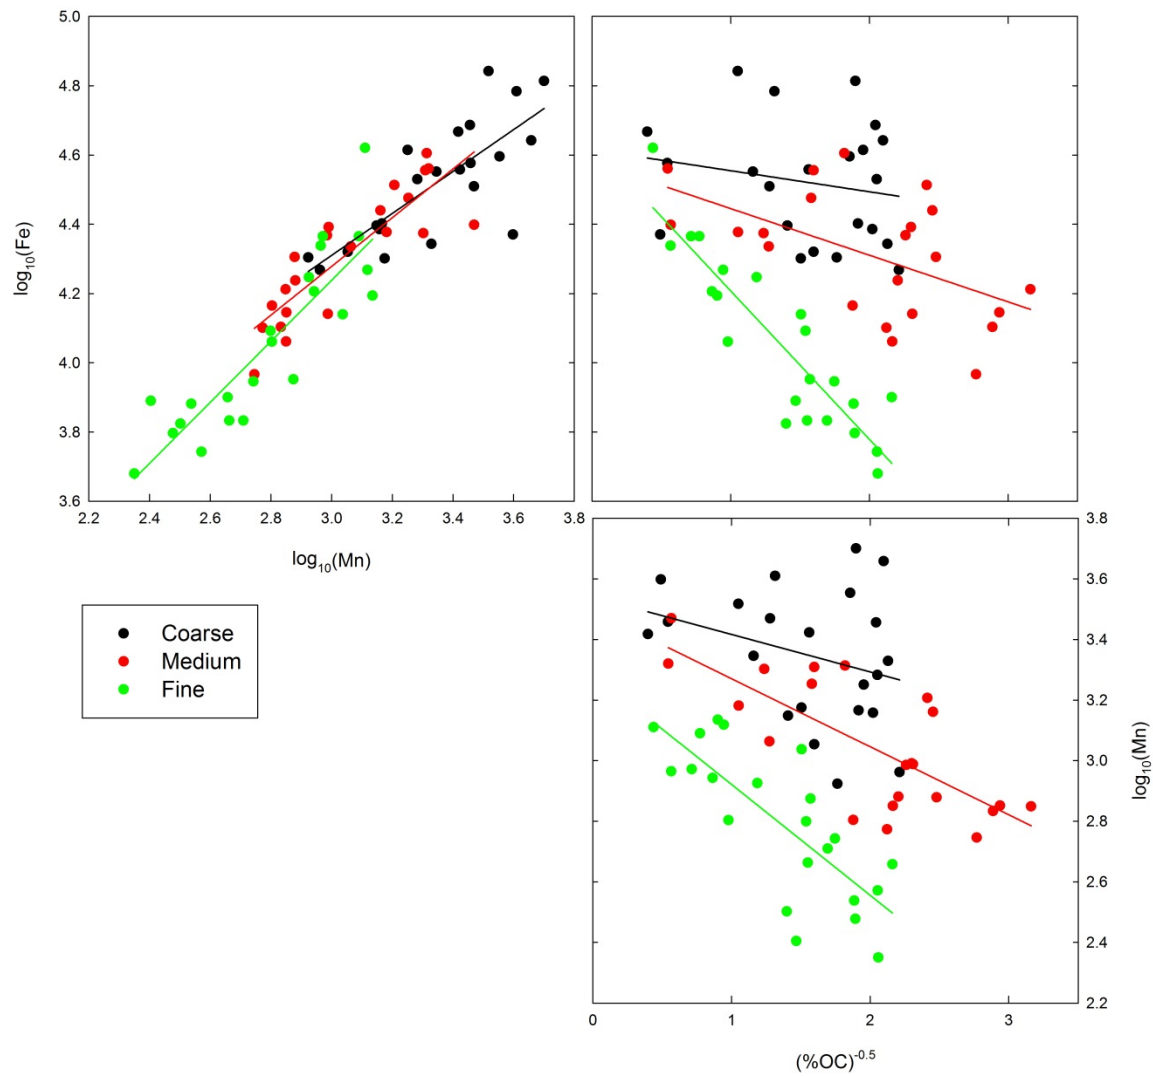 5.0
4.8
4.6
4.4
4.2
4.0
3.8
3.6
log₁₀(Fe)
2.2 2.4 2.6 2.8 3.0 3.2 3.4 3.6 3.8
log₁₀(Mn)
Coarse
Medium
Fine
3.8
3.6
3.4
3.2
3.0
2.8
2.6
2.4
2.2
log₁₀(Mn)
0 1 2 3
(%OC)⁻⁰·⁵